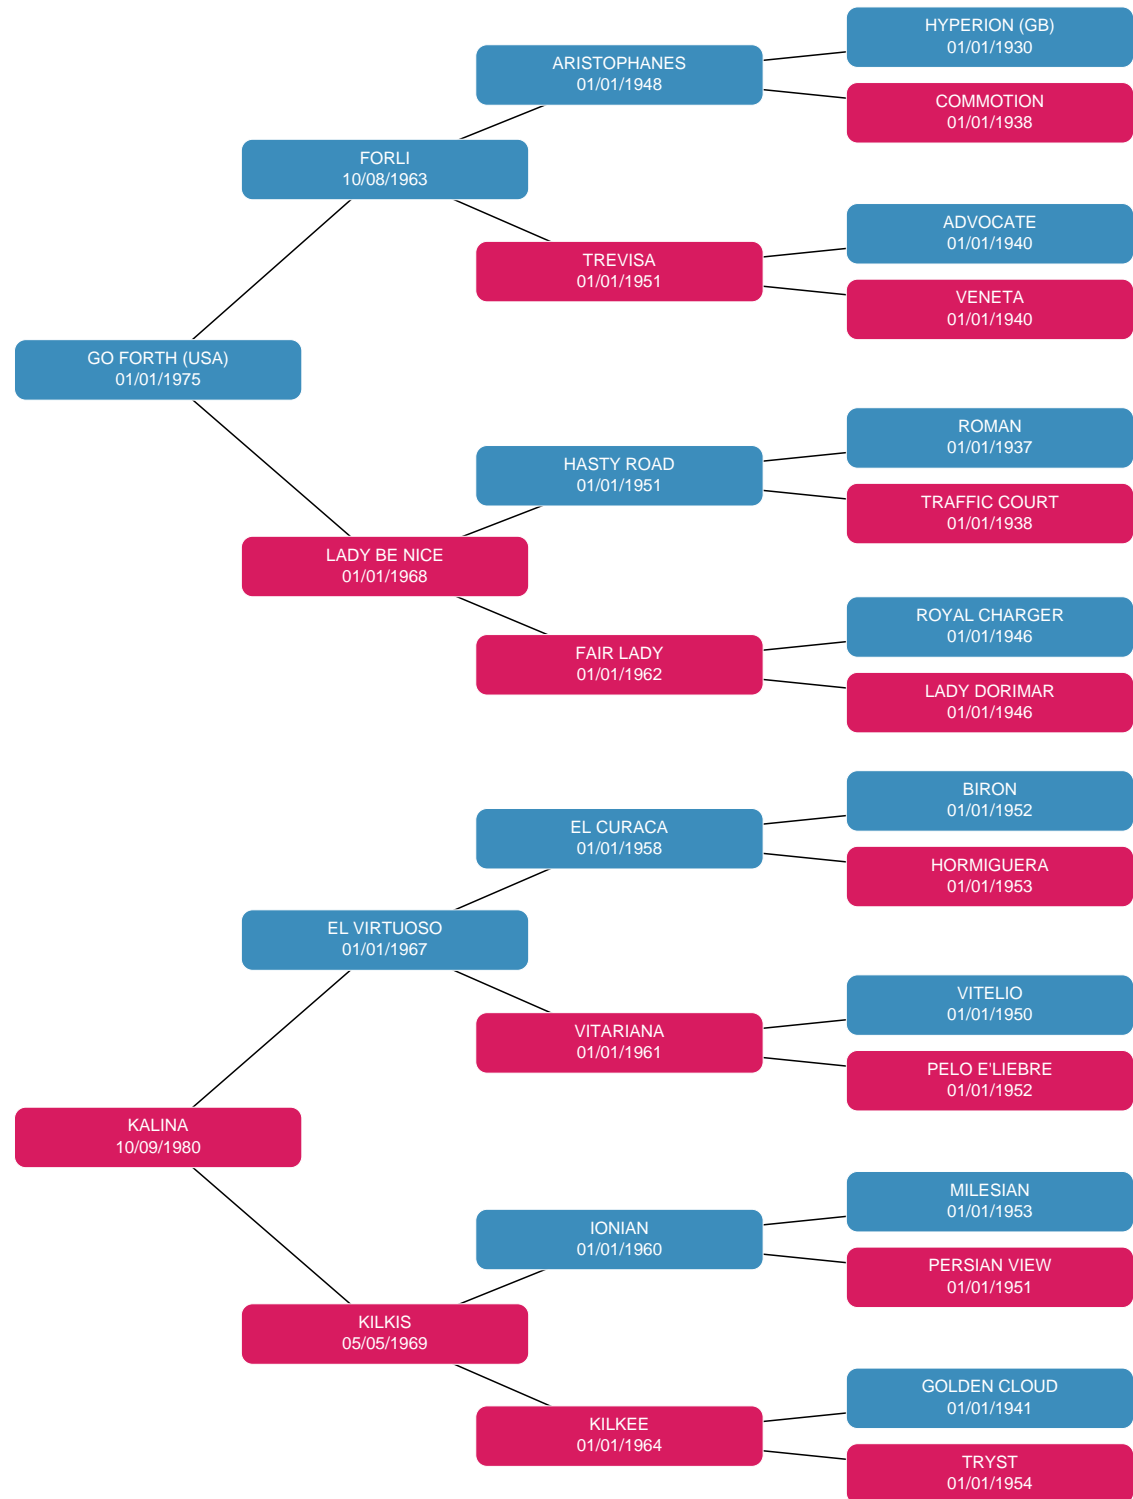 HYPERION (GB)
01/01/1930
ARISTOPHANES
01/01/1948
COMMOTION
01/01/1938
FORLI
10/08/1963
ADVOCATE
01/01/1940
TREVISA
01/01/1951
VENETA
01/01/1940
GO FORTH (USA)
01/01/1975
ROMAN
01/01/1937
HASTY ROAD
01/01/1951
TRAFFIC COURT
01/01/1938
LADY BE NICE
01/01/1968
ROYAL CHARGER
01/01/1946
FAIR LADY
01/01/1962
LADY DORIMAR
01/01/1946
BIRON
01/01/1952
EL CURACA
01/01/1958
HORMIGUERA
01/01/1953
EL VIRTUOSO
01/01/1967
VITELIO
01/01/1950
VITARIANA
01/01/1961
PELO E'LIEBRE
01/01/1952
KALINA
10/09/1980
MILESIAN
01/01/1953
IONIAN
01/01/1960
PERSIAN VIEW
01/01/1951
KILKIS
05/05/1969
GOLDEN CLOUD
01/01/1941
KILKEE
01/01/1964
TRYST
01/01/1954